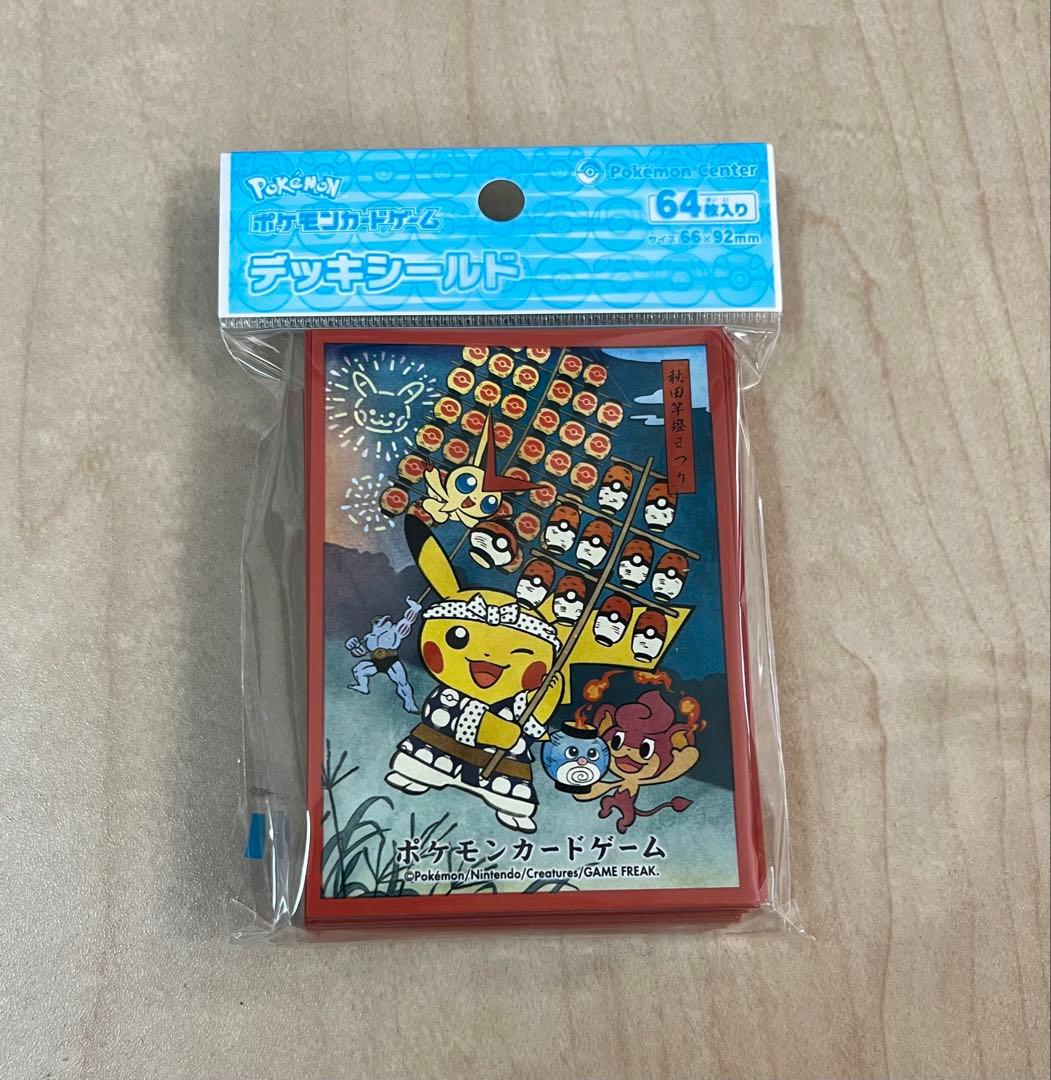 POKéMON
ポケモンカードゲーム
デッキシールド
Pokémon Center
64枚入り
サイズ 66×92mm
秋田竿燈まつり
ポケモンカードゲーム
©Pokémon/Nintendo/Creatures/GAME FREAK.